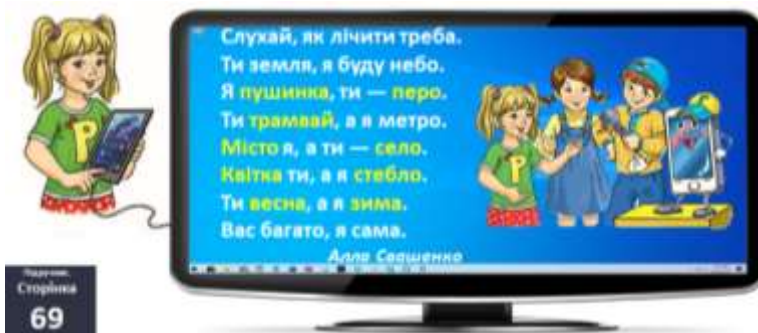 Слухай, як лічити треба.
Ти земля, я буду небо.
Я пушинка, ти — перо.
Ти трамвай, а я метро.
Місто я, а ти — село.
Квітка ти, а я стебло.
Ти весна, а я зима.
Вас багато, я сама.
Алла Свашенко
Р
Р
Підручник.
Сторінка
69